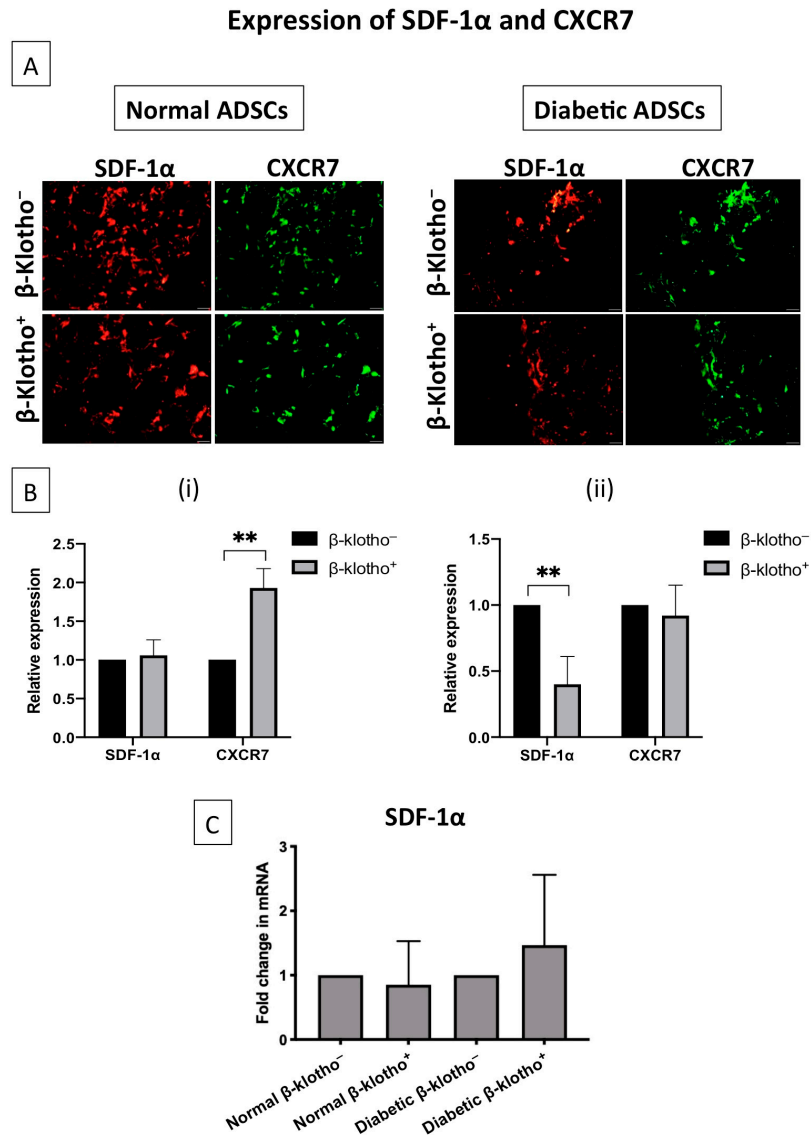 Expression of SDF-1α and CXCR7
A
Normal ADSCs
Diabetic ADSCs
SDF-1α CXCR7
SDF-1α CXCR7
β-Klotho⁻
β-Klotho⁺
β-Klotho⁻
β-Klotho⁺
B
(i)
(ii)
Relative expression
2.5
2.0
1.5
1.0
0.5
0.0
**
SDF-1α CXCR7
β-klotho⁻
β-klotho⁺
Relative expression
1.5
1.0
0.5
0.0
**
SDF-1α CXCR7
β-klotho⁻
β-klotho⁺
C
SDF-1α
Fold change in mRNA
3
2
1
0
Normal β-klotho⁻
Normal β-klotho⁺
Diabetic β-klotho⁻
Diabetic β-klotho⁺